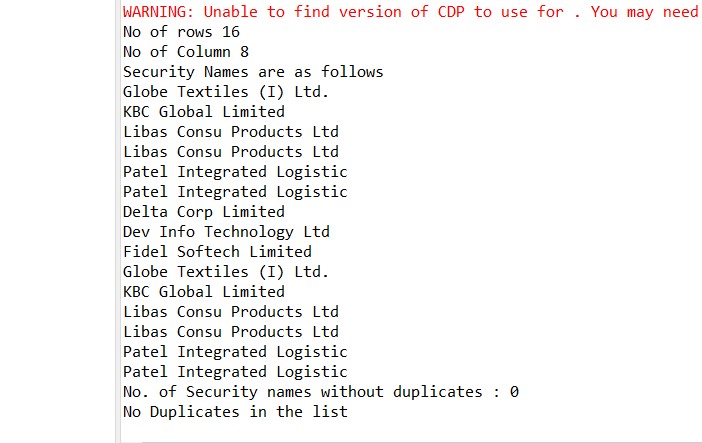 WARNING: Unable to find version of CDP to use for . You may need
No of rows 16
No of Column 8
Security Names are as follows
Globe Textiles (I) Ltd.
KBC Global Limited
Libas Consu Products Ltd
Libas Consu Products Ltd
Patel Integrated Logistic
Patel Integrated Logistic
Delta Corp Limited
Dev Info Technology Ltd
Fidel Softech Limited
Globe Textiles (I) Ltd.
KBC Global Limited
Libas Consu Products Ltd
Libas Consu Products Ltd
Patel Integrated Logistic
Patel Integrated Logistic
No. of Security names without duplicates : 0
No Duplicates in the list